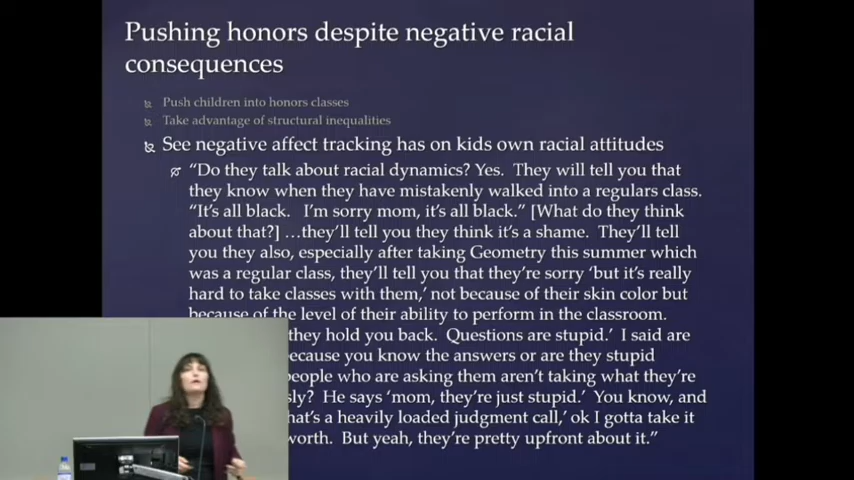 Pushing honors despite negative racial
consequences
Push children into honors classes
Take advantage of structural inequalities
See negative affect tracking has on kids own racial attitudes
“Do they talk about racial dynamics? Yes. They will tell you that
they know when they have mistakenly walked into a regulars class.
“It’s all black. I’m sorry mom, it’s all black.” [What do they think
about that?] …they’ll tell you they think it’s a shame. They’ll tell
you they also, especially after taking Geometry this summer which
was a regular class, they’ll tell you that they’re sorry ‘but it’s really
hard to take classes with them,’ not because of their skin color but
because of the level of their ability to perform in the classroom.
they hold you back. Questions are stupid.’ I said are
because you know the answers or are they stupid
people who are asking them aren’t taking what they’re
sly? He says ‘mom, they’re just stupid.’ You know, and
hat’s a heavily loaded judgment call,’ ok I gotta take it
worth. But yeah, they’re pretty upfront about it.”